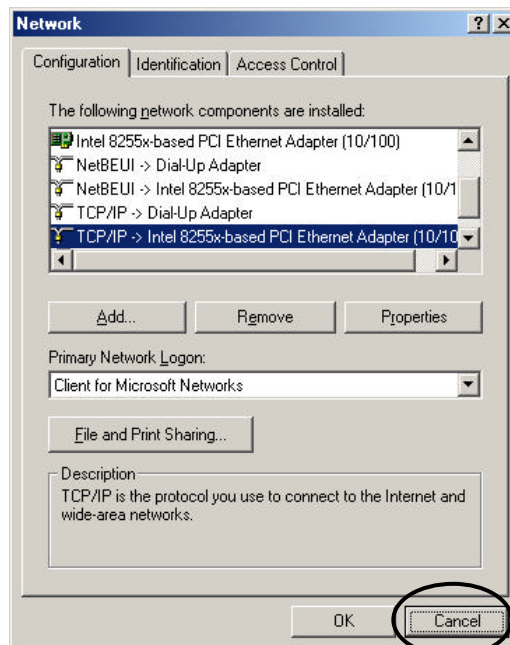 Network
? ×
Configuration Identification Access Control
The following network components are installed:
Intel 8255x-based PCI Ethernet Adapter (10/100)
NetBEUI -> Dial-Up Adapter
NetBEUI -> Intel 8255x-based PCI Ethernet Adapter (10/1
TCP/IP -> Dial-Up Adapter
TCP/IP -> Intel 8255x-based PCI Ethernet Adapter (10/10
Add... Remove Properties
Primary Network Logon:
Client for Microsoft Networks
File and Print Sharing...
Description
TCP/IP is the protocol you use to connect to the Internet and
wide-area networks.
OK Cancel